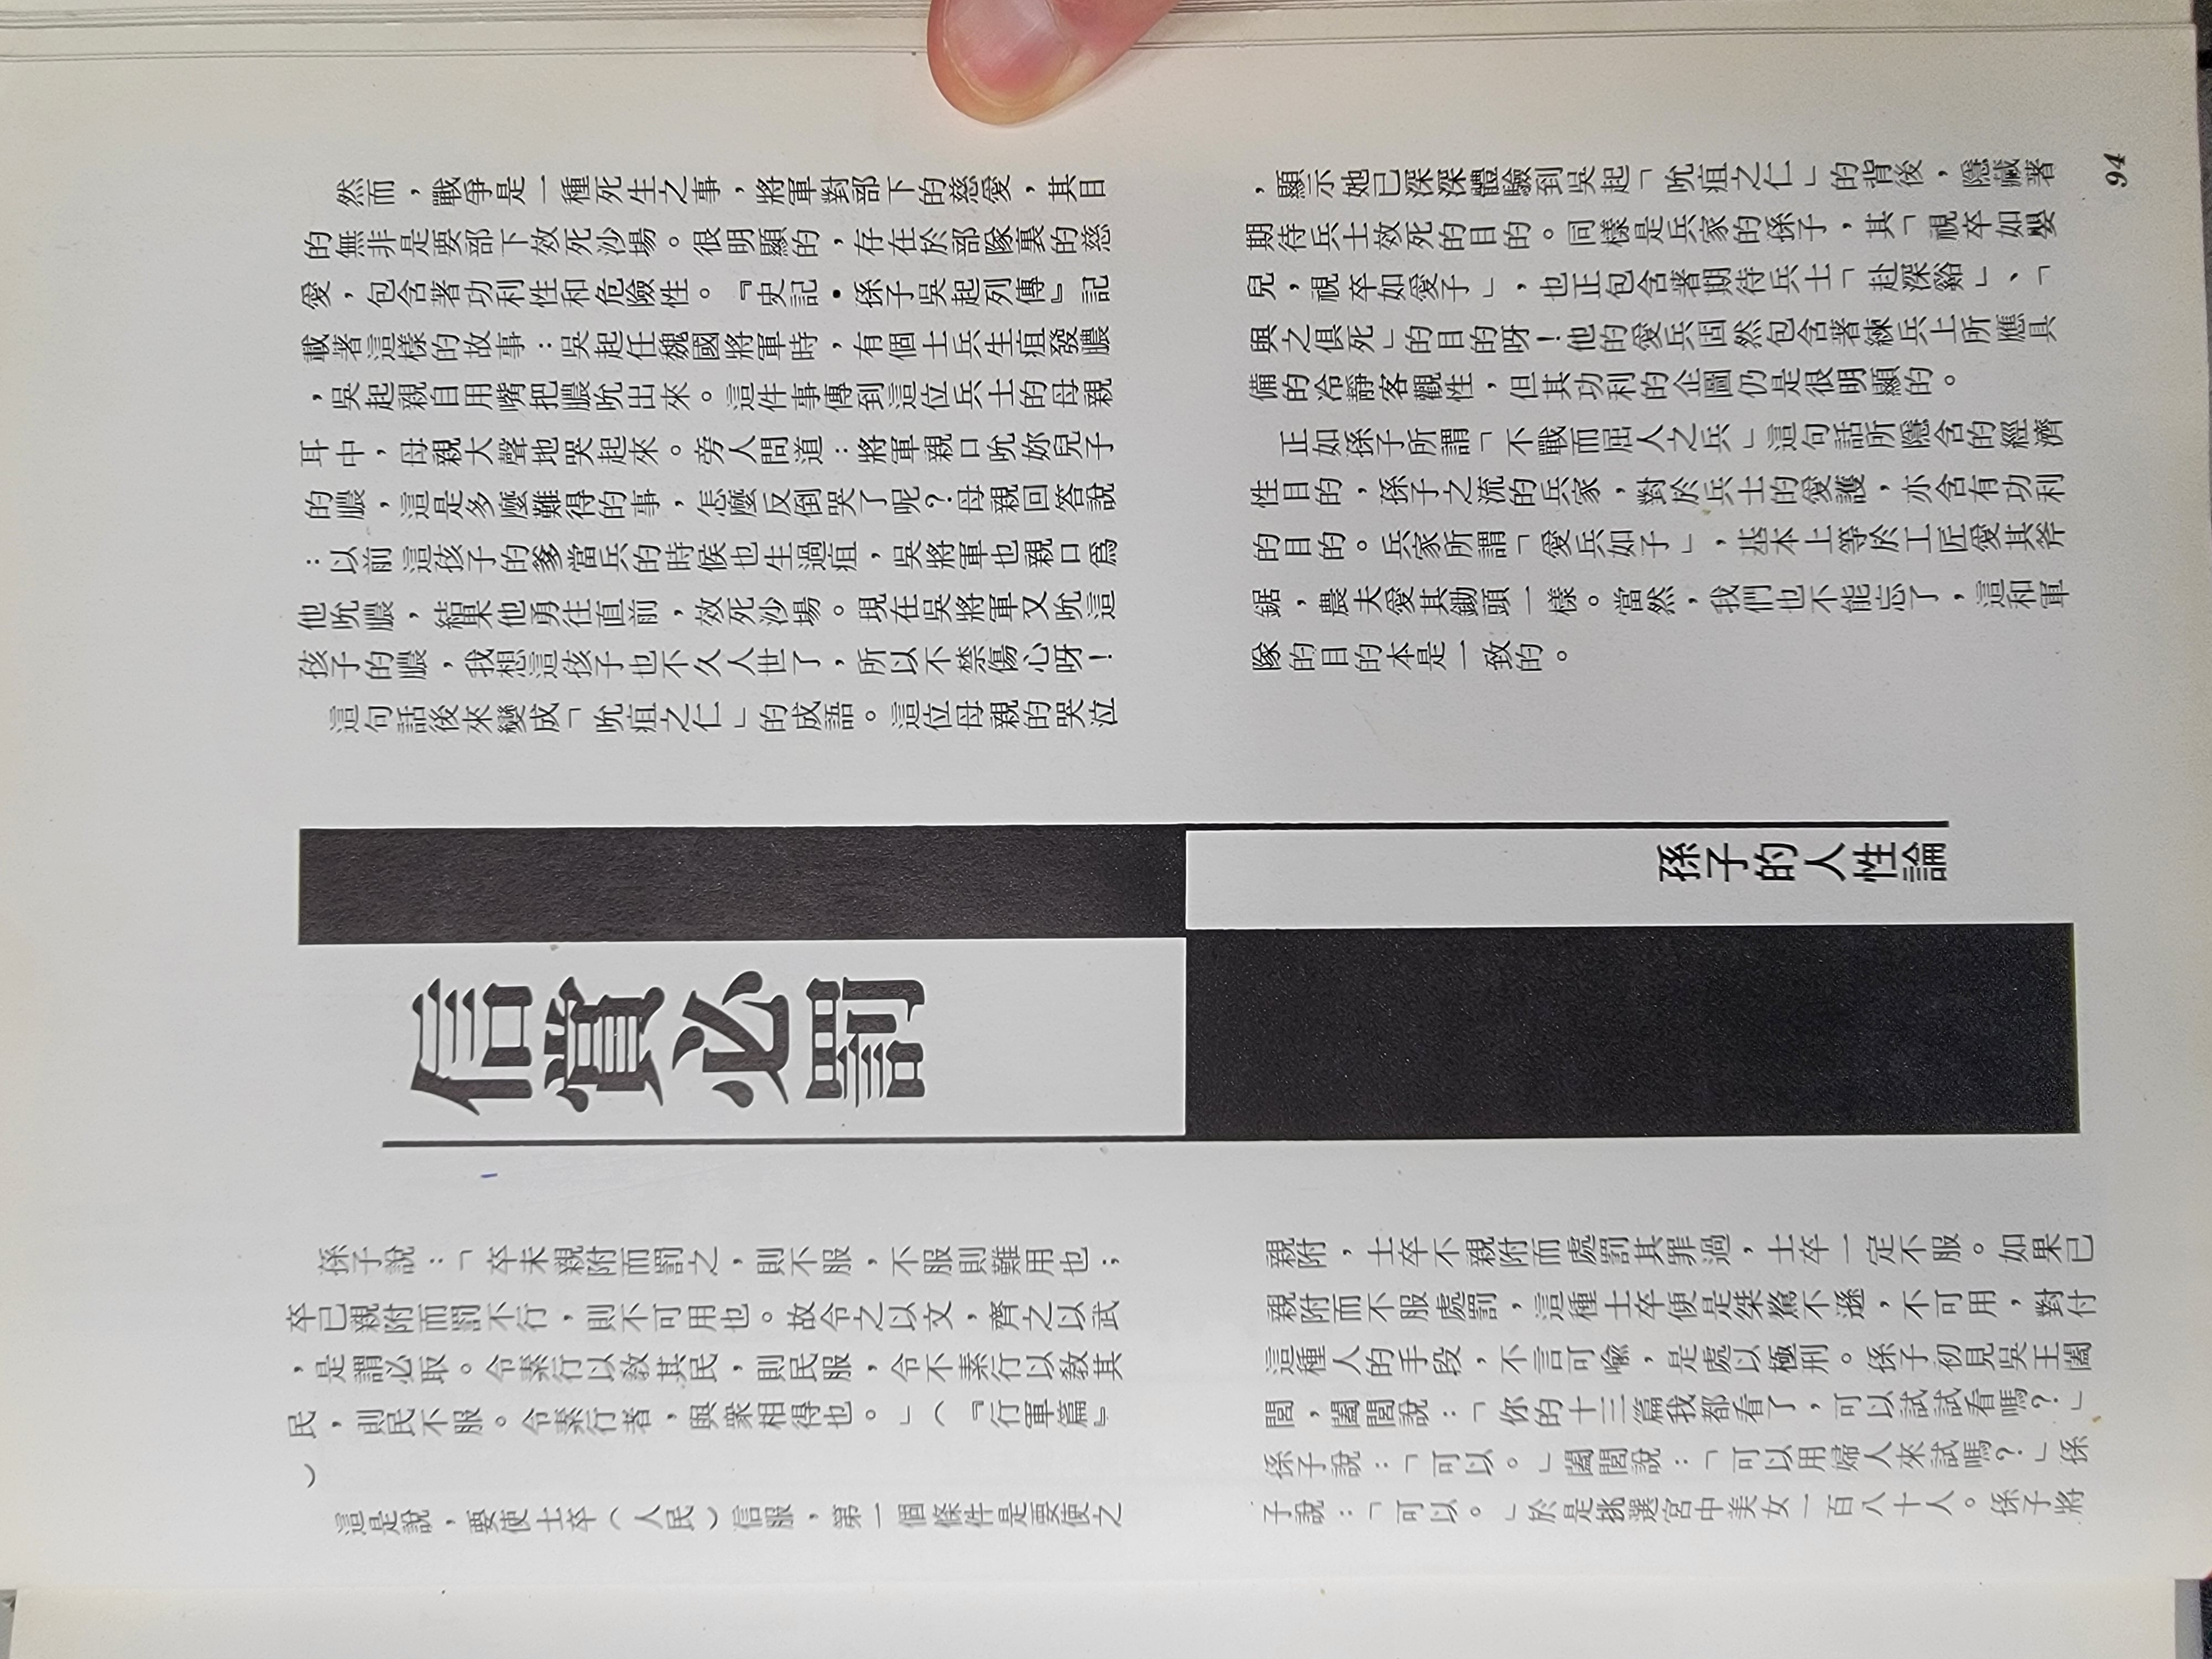 然而，戰爭是一種死生之事，將軍對部下的慈愛，其目
的無非是要部下效死沙場。很明顯的，存在於部隊裏的慈
愛，包含著功利性和危險性。『史記•孫子吳起列傳』記
載著這樣的故事：吳起任魏國將軍時，有個士兵生疽發膿
，吳起親自用嘴把膿吮出來。這件事傳到這位兵士的母親
耳中，母親大聲地哭起來。旁人問道：將軍親口吮妳兒子
的膿，這是多麼難得的事，怎麼反倒哭了呢？母親回答說
：以前這孩子的爹當兵的時候也生過疽，吳將軍也親口爲
他吮膿，結果他勇往直前，效死沙場。現在吳將軍又吮這
孩子的膿，我想這孩子也不久人世了，所以不禁傷心呀！
這句話後來變成「吮疽之仁」的成語。這位母親的哭泣
，顯示她已深深體驗到吳起「吮疽之仁」的背後，隱藏著
期待兵士效死的目的。同樣是兵家的孫子，其「視卒如嬰
兒，視卒如愛子」，也正包含著期待兵士「赴深谿」、「
與之俱死」的目的呀！他的愛兵固然包含著練兵上所應具
備的冷靜客觀性，但其功利的企圖仍是很明顯的。
正如孫子所謂「不戰而屈人之兵」這句話所隱含的經濟
性目的，孫子之流的兵家，對於兵士的愛護，亦含有功利
的目的。兵家所謂「愛兵如子」，基本上等於工匠愛其斧
鋸，農夫愛其鋤頭一樣。當然，我們也不能忘了，這和軍
隊的目的本是一致的。
孫子的人性論
信賞必罰
孫子說：「卒未親附而罰之，則不服，不服則難用也；
卒已親附而罰不行，則不可用也。故令之以文，齊之以武
，是謂必取。令素行以敎其民，則民服，令不素行以敎其
民，則民不服。令素行者，與衆相得也。」（『行軍篇』
）
這是說，要使士卒（人民）信服，第一個條件是要使之
親附，士卒不親附而處罰其罪過，士卒一定不服。如果已
親附而不服處罰，這種士卒便是桀驁不遜，不可用，對付
這種人的手段，不言可喩，是處以極刑。孫子初見吳王闔
閭，闔閭說：「你的十三篇我都看了，可以試試看嗎？」
孫子說：「可以。」闔閭說：「可以用婦人來試嗎？」孫
子說：「可以。」於是挑選宮中美女一百八十人。孫子將
94